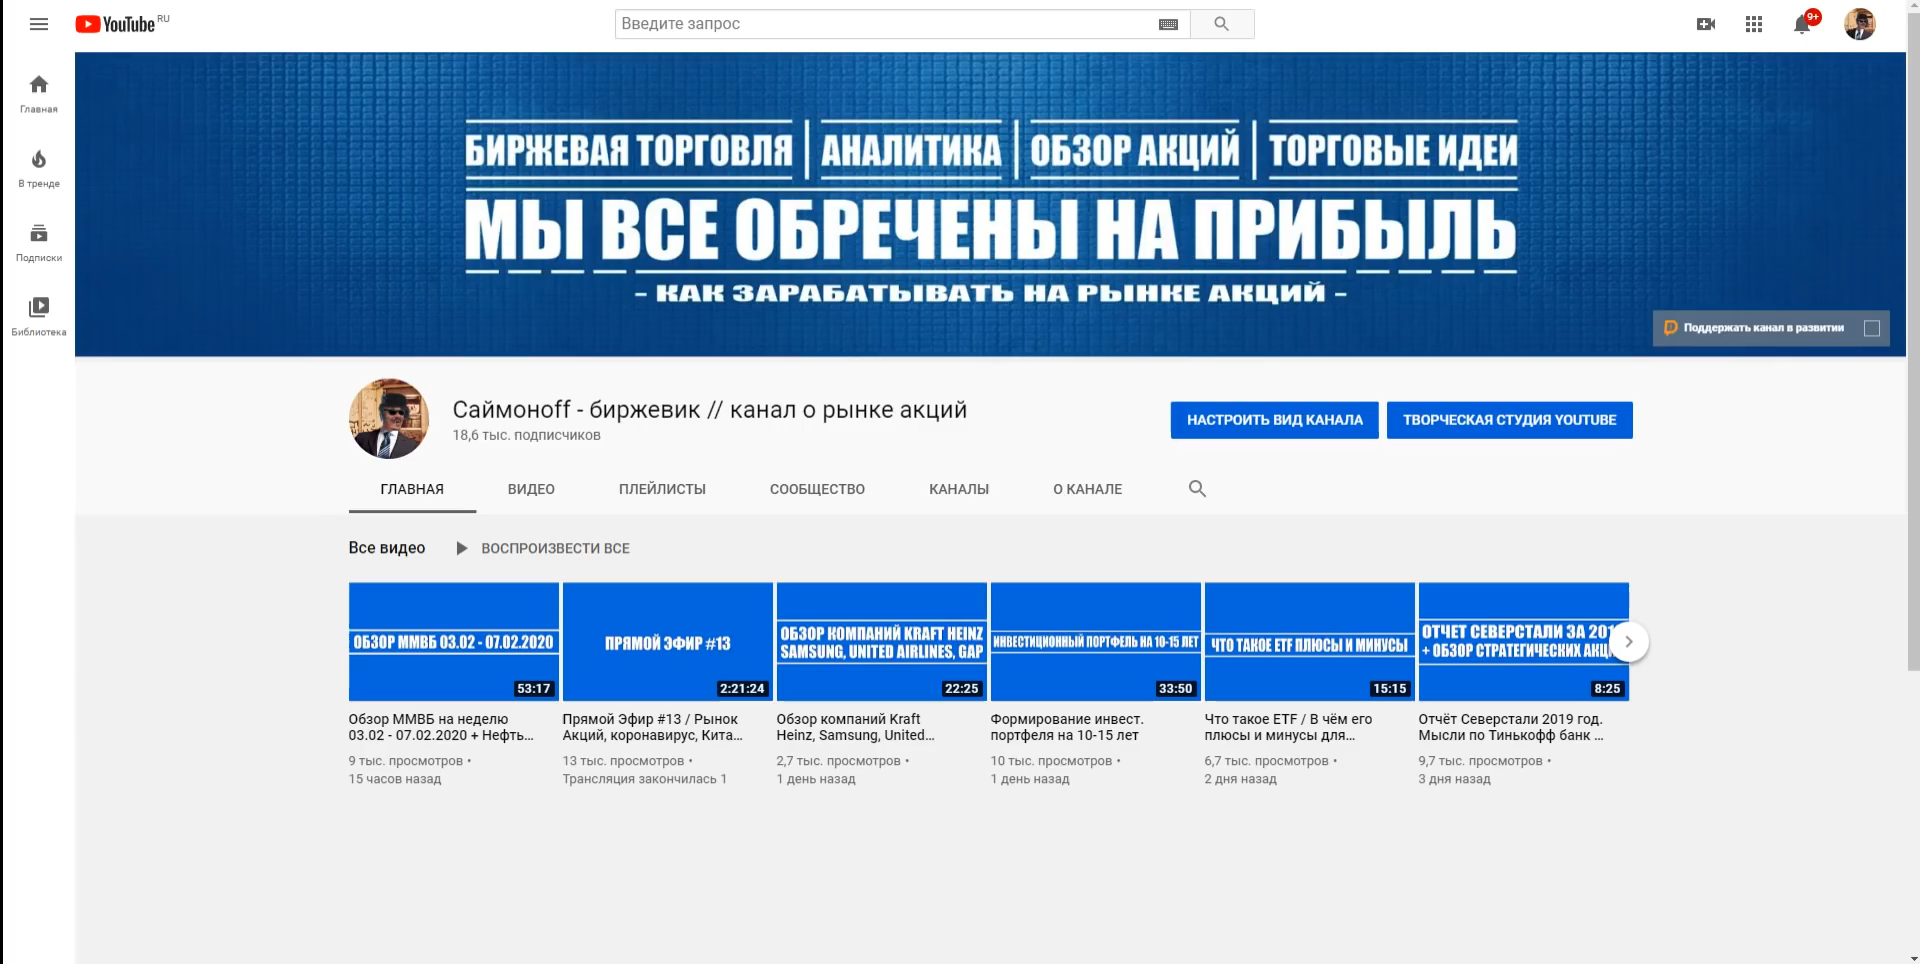 YouTube RU
Введите запрос
9+
Главная
В тренде
Подписки
Библиотека
БИРЖЕВАЯ ТОРГОВЛЯ | АНАЛИТИКА | ОБЗОР АКЦИЙ | ТОРГОВЫЕ ИДЕИ
МЫ ВСЕ ОБРЕЧЕНЫ НА ПРИБЫЛЬ
- КАК ЗАРАБАТЫВАТЬ НА РЫНКЕ АКЦИЙ -
Поддержать канал в развитии
Саймоноff - биржевик // канал о рынке акций
18,6 тыс. подписчиков
НАСТРОИТЬ ВИД КАНАЛА
ТВОРЧЕСКАЯ СТУДИЯ YOUTUBE
ГЛАВНАЯ ВИДЕО ПЛЕЙЛИСТЫ СООБЩЕСТВО КАНАЛЫ О КАНАЛЕ
Все видео ВОСПРОИЗВЕСТИ ВСЕ
ОБЗОР ММВБ 03.02 - 07.02.2020
53:17
Обзор ММВБ на неделю
03.02 - 07.02.2020 + Нефть...
9 тыс. просмотров •
15 часов назад
ПРЯМОЙ ЭФИР #13
2:21:24
Прямой Эфир #13 / Рынок
Акций, коронавирус, Кита...
13 тыс. просмотров •
Трансляция закончилась 1
ОБЗОР КОМПАНИЙ KRAFT HEINZ
SAMSUNG, UNITED AIRLINES, GAP
22:25
Обзор компаний Kraft
Heinz, Samsung, United...
2,7 тыс. просмотров •
1 день назад
ИНВЕСТИЦИОННЫЙ ПОРТФЕЛЬ НА 10-15 ЛЕТ
33:50
Формирование инвест.
портфеля на 10-15 лет
10 тыс. просмотров •
1 день назад
ЧТО ТАКОЕ ETF ПЛЮСЫ И МИНУСЫ
15:15
Что такое ETF / В чём его
плюсы и минусы для...
6,7 тыс. просмотров •
2 дня назад
ОТЧЕТ СЕВЕРСТАЛИ ЗА 201
+ ОБЗОР СТРАТЕГИЧЕСКИХ АКЦ
8:25
Отчёт Северстали 2019 год.
Мысли по Тинькофф банк ...
9,7 тыс. просмотров •
3 дня назад